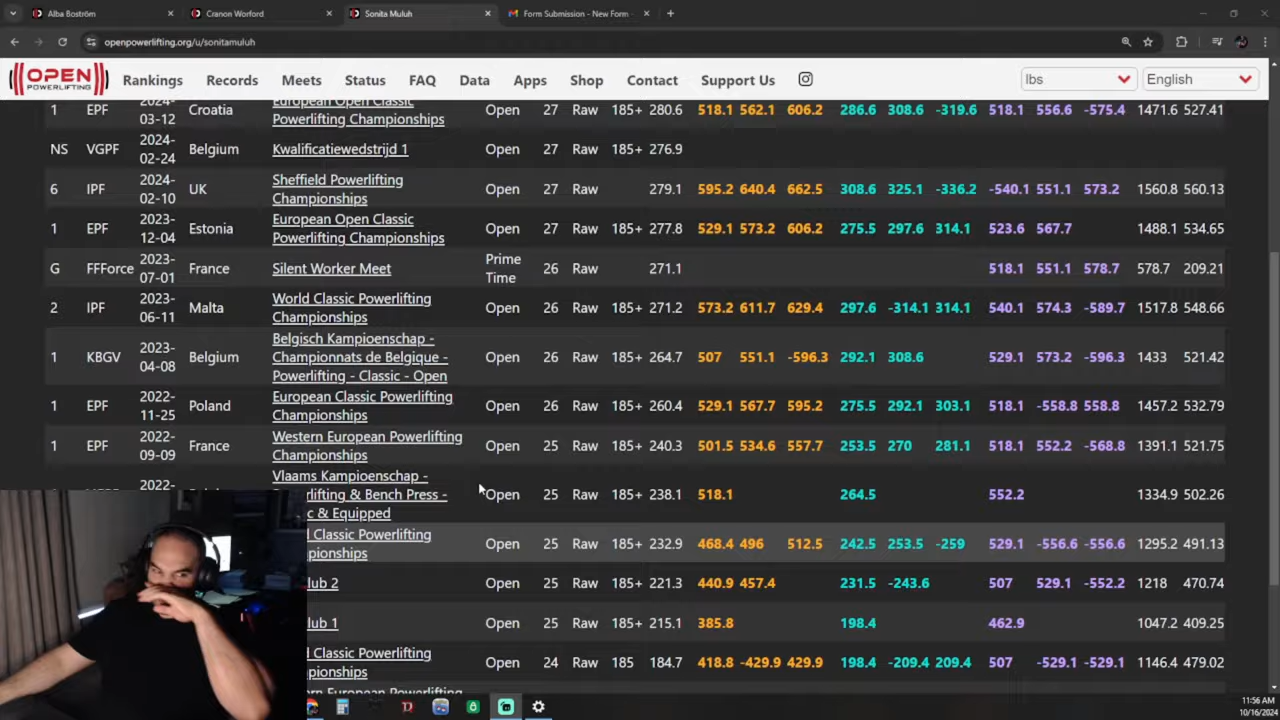 Alba Boström
Cranon Worford
Sonita Muluh
Form Submission - New Form -
openpowerlifting.org/u/sonitamuluh
OPEN POWERLIFTING Rankings Records Meets Status FAQ Data Apps Shop Contact Support Us lbs English
1 EPF 2024-03-12 Croatia European Open Classic Powerlifting Championships Open 27 Raw 185+ 280.6 518.1 562.1 606.2 286.6 308.6 -319.6 518.1 556.6 -575.4 1471.6 527.41
NS VGPF 2024-02-24 Belgium Kwalificatiewedstrijd 1 Open 27 Raw 185+ 276.9
6 IPF 2024-02-10 UK Sheffield Powerlifting Championships Open 27 Raw 279.1 595.2 640.4 662.5 308.6 325.1 -336.2 -540.1 551.1 573.2 1560.8 560.13
1 EPF 2023-12-04 Estonia European Open Classic Powerlifting Championships Open 27 Raw 185+ 277.8 529.1 573.2 606.2 275.5 297.6 314.1 523.6 567.7 1488.1 534.65
G FFForce 2023-07-01 France Silent Worker Meet Prime Time 26 Raw 271.1 518.1 551.1 578.7 578.7 209.21
2 IPF 2023-06-11 Malta World Classic Powerlifting Championships Open 26 Raw 185+ 271.2 573.2 611.7 629.4 297.6 -314.1 314.1 540.1 574.3 -589.7 1517.8 548.66
1 KBGV 2023-04-08 Belgium Belgisch Kampioenschap - Championnats de Belgique - Powerlifting - Classic - Open Open 26 Raw 185+ 264.7 507 551.1 -596.3 292.1 308.6 529.1 573.2 -596.3 1433 521.42
1 EPF 2022-11-25 Poland European Classic Powerlifting Championships Open 26 Raw 185+ 260.4 529.1 567.7 595.2 275.5 292.1 303.1 518.1 -558.8 558.8 1457.2 532.79
1 EPF 2022-09-09 France Western European Powerlifting Championships Open 25 Raw 185+ 240.3 501.5 534.6 557.7 253.5 270 281.1 518.1 552.2 -568.8 1391.1 521.75
2022- Vlaams Kampioenschap - erlifting & Bench Press - c & Equipped Open 25 Raw 185+ 238.1 518.1 264.5 552.2 1334.9 502.26
d Classic Powerlifting pionships Open 25 Raw 185+ 232.9 468.4 496 512.5 242.5 253.5 -259 529.1 -556.6 -556.6 1295.2 491.13
lub 2 Open 25 Raw 185+ 221.3 440.9 457.4 231.5 -243.6 507 529.1 -552.2 1218 470.74
lub 1 Open 25 Raw 185+ 215.1 385.8 198.4 462.9 1047.2 409.25
d Classic Powerlifting pionships Open 24 Raw 185 184.7 418.8 -429.9 429.9 198.4 -209.4 209.4 507 -529.1 -529.1 1146.4 479.02
rn European Powerlifting
11:56 AM
10/16/2024